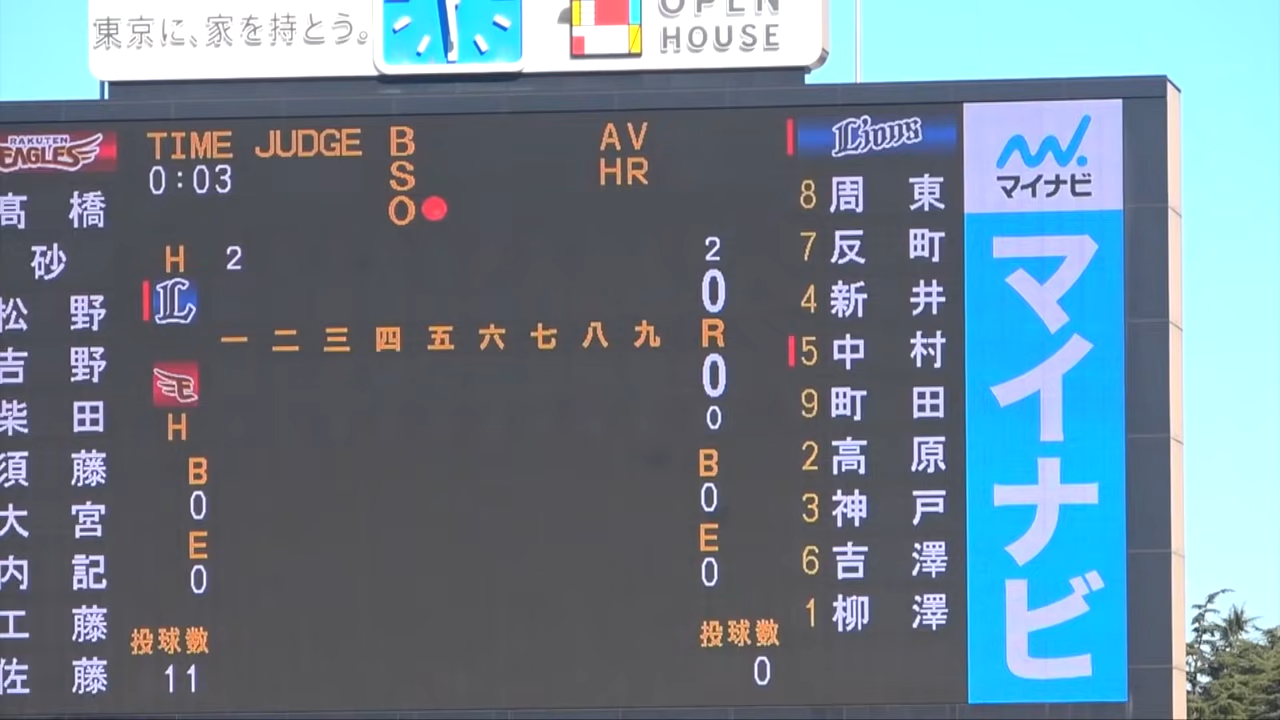 東京に、家を持とう。
OPEN HOUSE
RAKUTEN EAGLES
TIME JUDGE B AV
0:03 S HR
O
髙橋
砂
松野
吉野
柴田
須藤
大宮
内記
工藤
佐藤
H 2 2
L 0
一 二 三 四 五 六 七 八 九 R
E 0
H 0
B B
0 0
E E
0 0
投球数 投球数
11 0
Lions
8 周東
7 反町
4 新井
5 中村
9 町田
2 高原
3 神戸
6 吉澤
1 柳澤
マイナビ
マイナビ